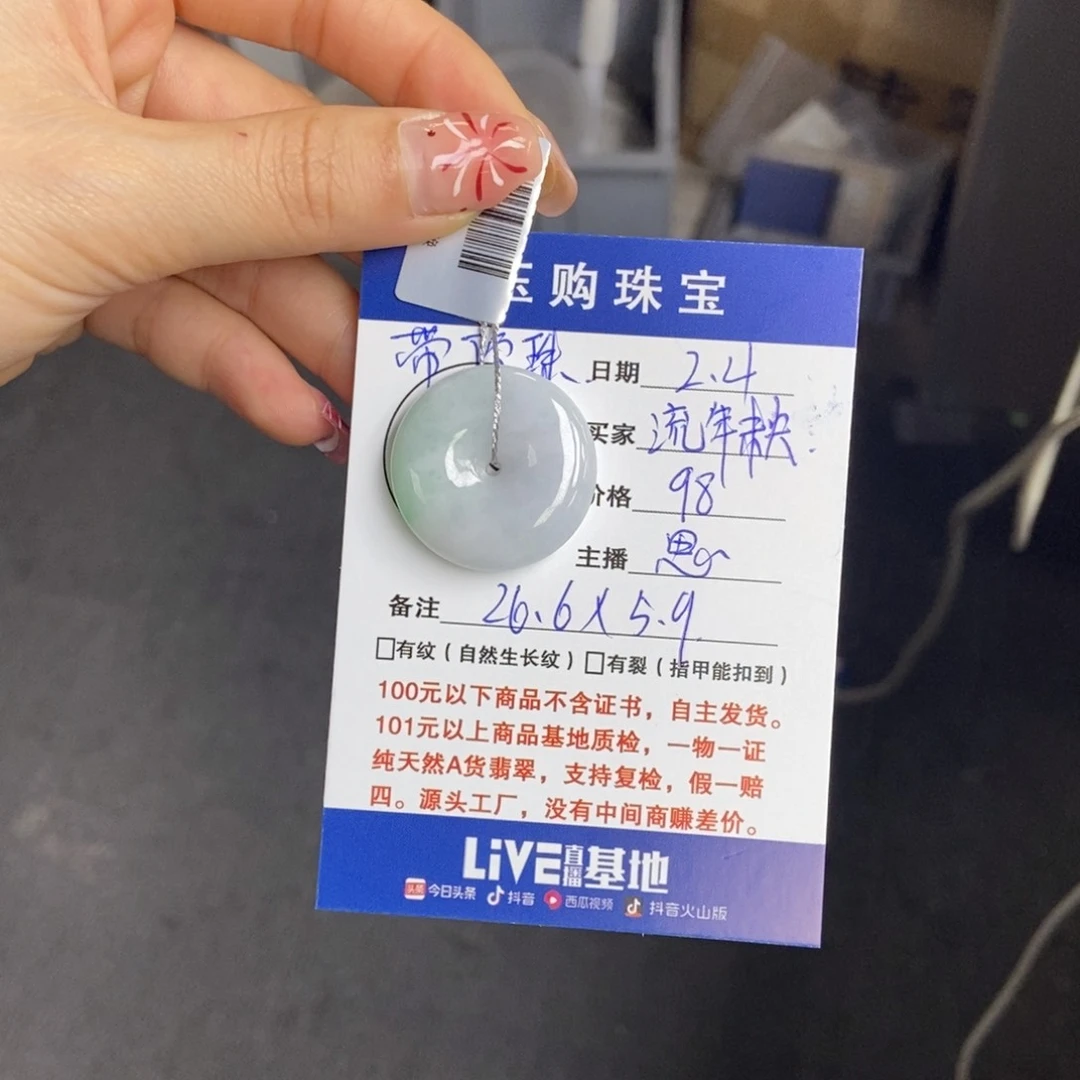 购珠宝
带 珠 日期 2.4
买家 流年
价格 98
主播 思
备注 26.6X5.9
□有纹（自然生长纹）□有裂（指甲能扣到）
100元以下商品不含证书，自主发货。
101元以上商品基地质检，一物一证
纯天然A货翡翠，支持复检，假一赔
四。源头工厂，没有中间商赚差价。
LiVE直播基地
头条 今日头条 抖音 西瓜视频 抖音火山版